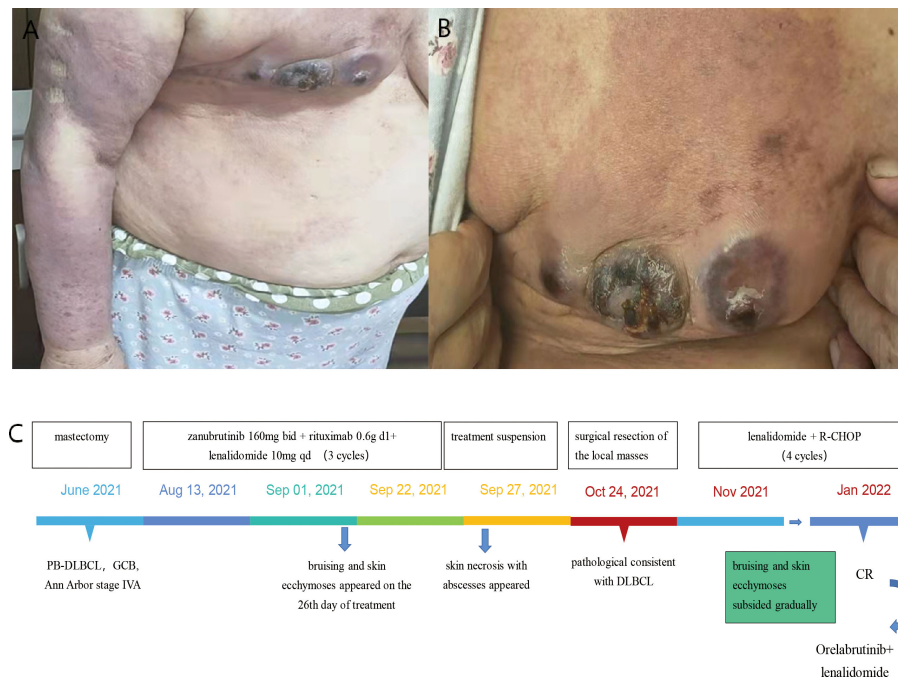 A
B
C
mastectomy
zanubrutinib 160mg bid + rituximab 0.6g d1+
lenalidomide 10mg qd （3 cycles）
treatment suspension
surgical resection of
the local masses
lenalidomide + R-CHOP
(4 cycles)
June 2021
Aug 13, 2021
Sep 01, 2021
Sep 22, 2021
Sep 27, 2021
Oct 24, 2021
Nov 2021
Jan 2022
PB-DLBCL, GCB,
Ann Arbor stage IVA
bruising and skin
ecchymoses appeared on the
26th day of treatment
skin necrosis with
abscesses appeared
pathological consistent
with DLBCL
bruising and skin
ecchymoses
subsided gradually
CR
Orelabrutinib+
lenalidomide